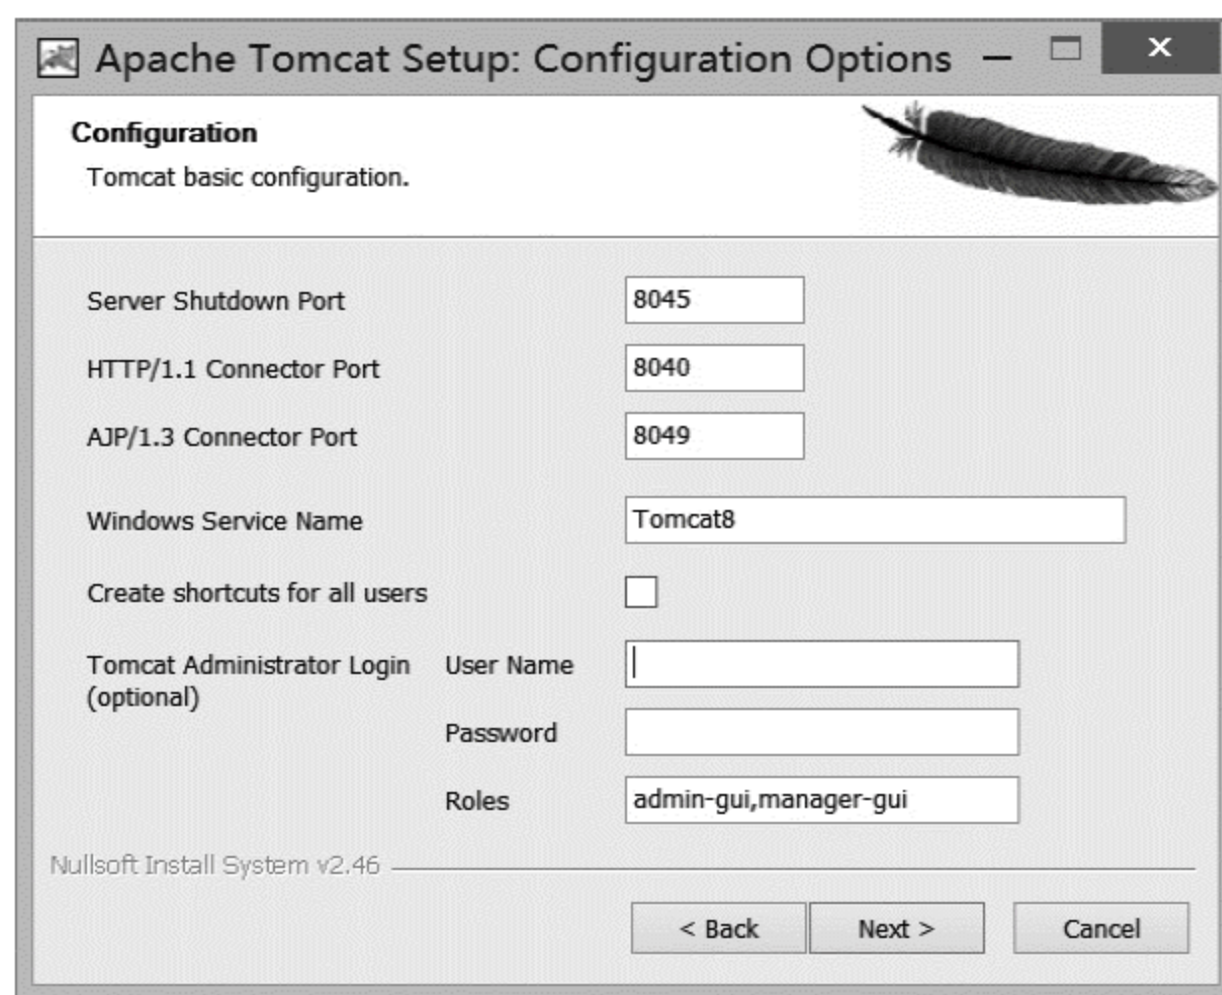 Apache Tomcat Setup: Configuration Options
Configuration
Tomcat basic configuration.
Server Shutdown Port 8045
HTTP/1.1 Connector Port 8040
AJP/1.3 Connector Port 8049
Windows Service Name Tomcat8
Create shortcuts for all users
Tomcat Administrator Login User Name
(optional)
Password
Roles admin-gui,manager-gui
Nullsoft Install System v2.46
< Back Next > Cancel